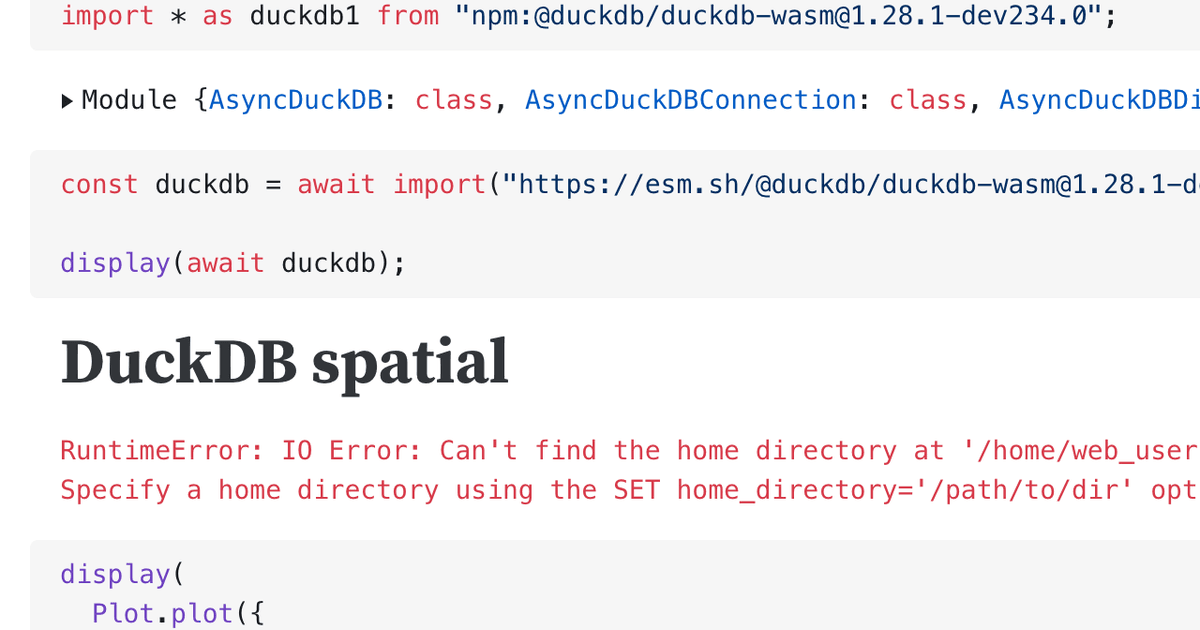 import * as duckdb1 from "npm:@duckdb/duckdb-wasm@1.28.1-dev234.0";
Module {AsyncDuckDB: class, AsyncDuckDBConnection: class, AsyncDuckDBDi
const duckdb = await import("https://esm.sh/@duckdb/duckdb-wasm@1.28.1-d
display(await duckdb);
DuckDB spatial
RuntimeError: IO Error: Can't find the home directory at '/home/web_user
Specify a home directory using the SET home_directory='/path/to/dir' opt
display(
Plot.plot({